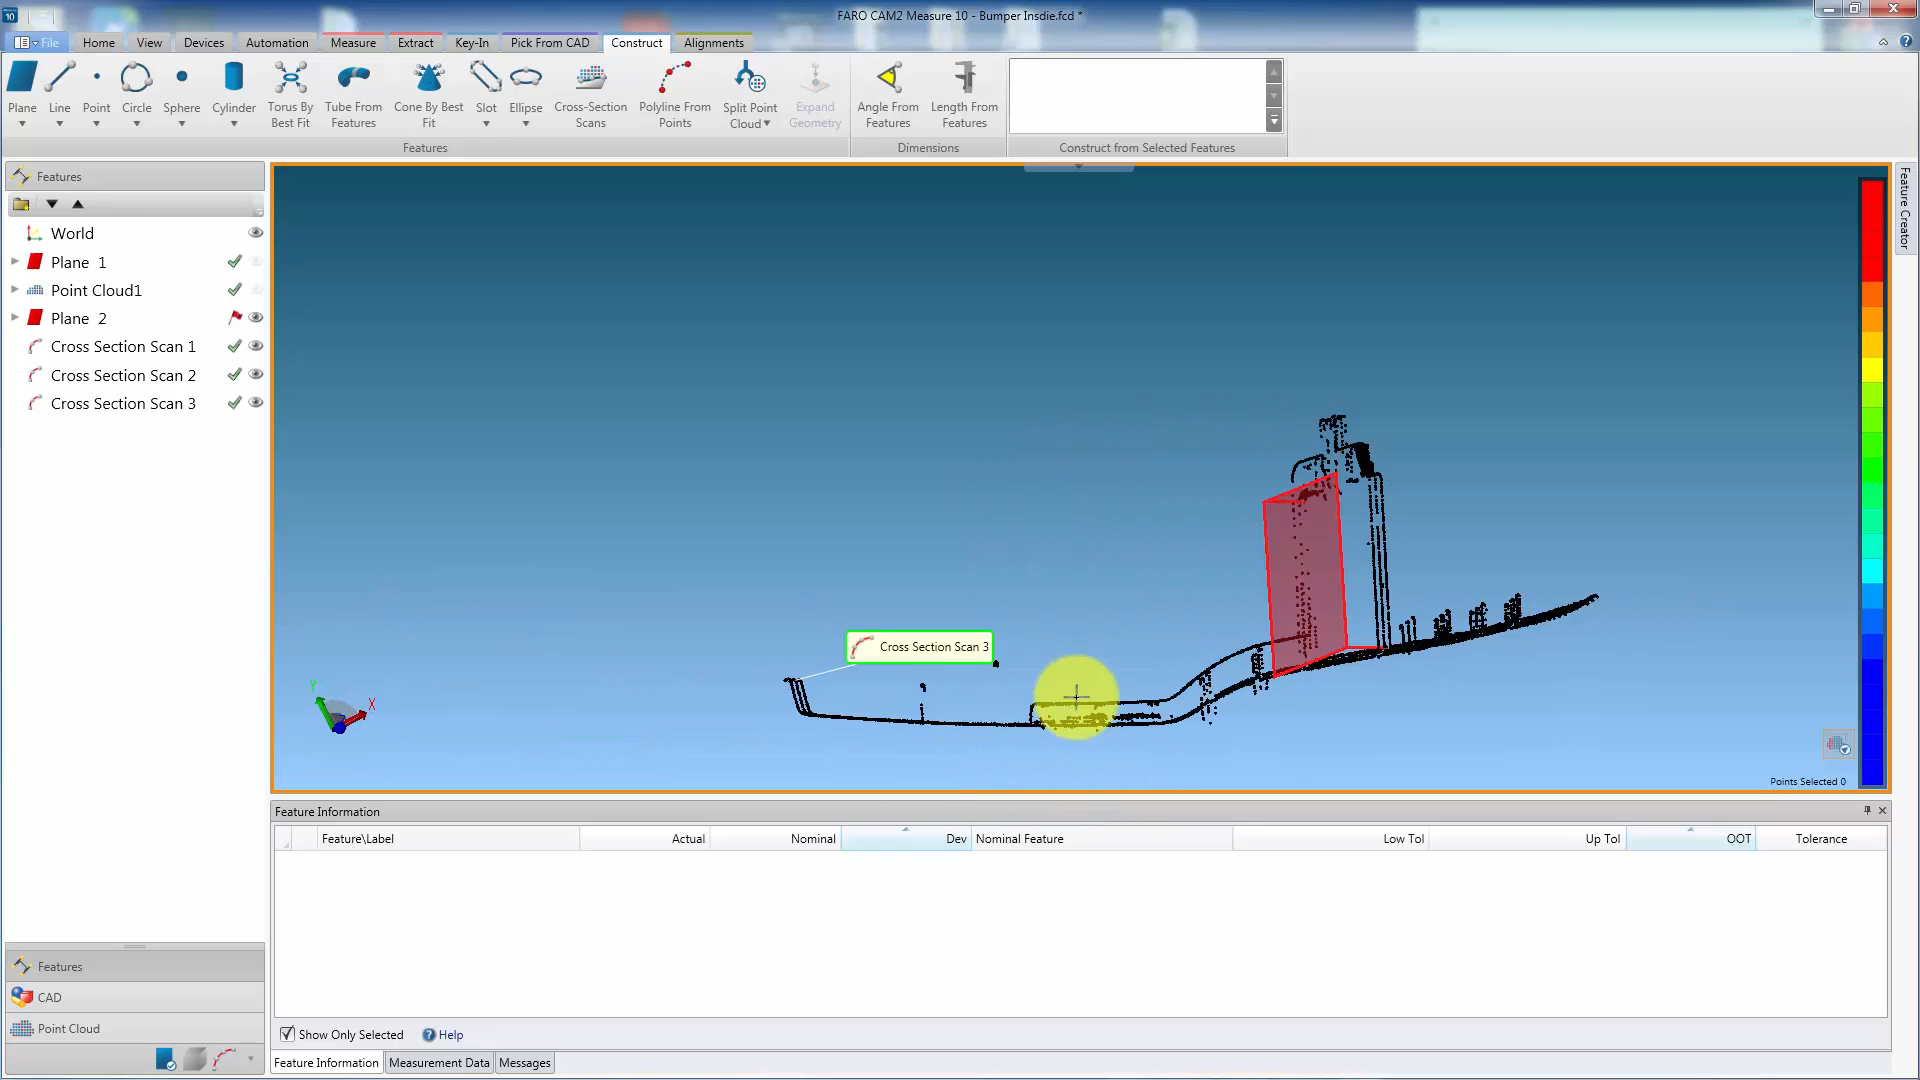 Measure
10
FARO CAM2 Measure 10 - Bumper Insdie.fcd *
File
Home
View
Devices
Automation
Measure
Extract
Key-In
Pick From CAD
Construct
Alignments
Plane
Line
Point
Circle
Sphere
Cylinder
Torus By
Best Fit
Tube From
Features
Cone By Best
Fit
Slot
Ellipse
Cross-Section
Scans
Polyline From
Points
Split Point
Cloud
Expand
Geometry
Angle From
Features
Length From
Features
Features
Dimensions
Construct from Selected Features
Features
World
Plane 1
Point Cloud1
Plane 2
Cross Section Scan 1
Cross Section Scan 2
Cross Section Scan 3
Feature Creator
Cross Section Scan 3
Y
X
Points Selected 0
Feature Information
Feature\Label
Actual
Nominal
Dev
Nominal Feature
Low Tol
Up Tol
OOT
Tolerance
Features
CAD
Point Cloud
Show Only Selected
Help
Feature Information
Measurement Data
Messages